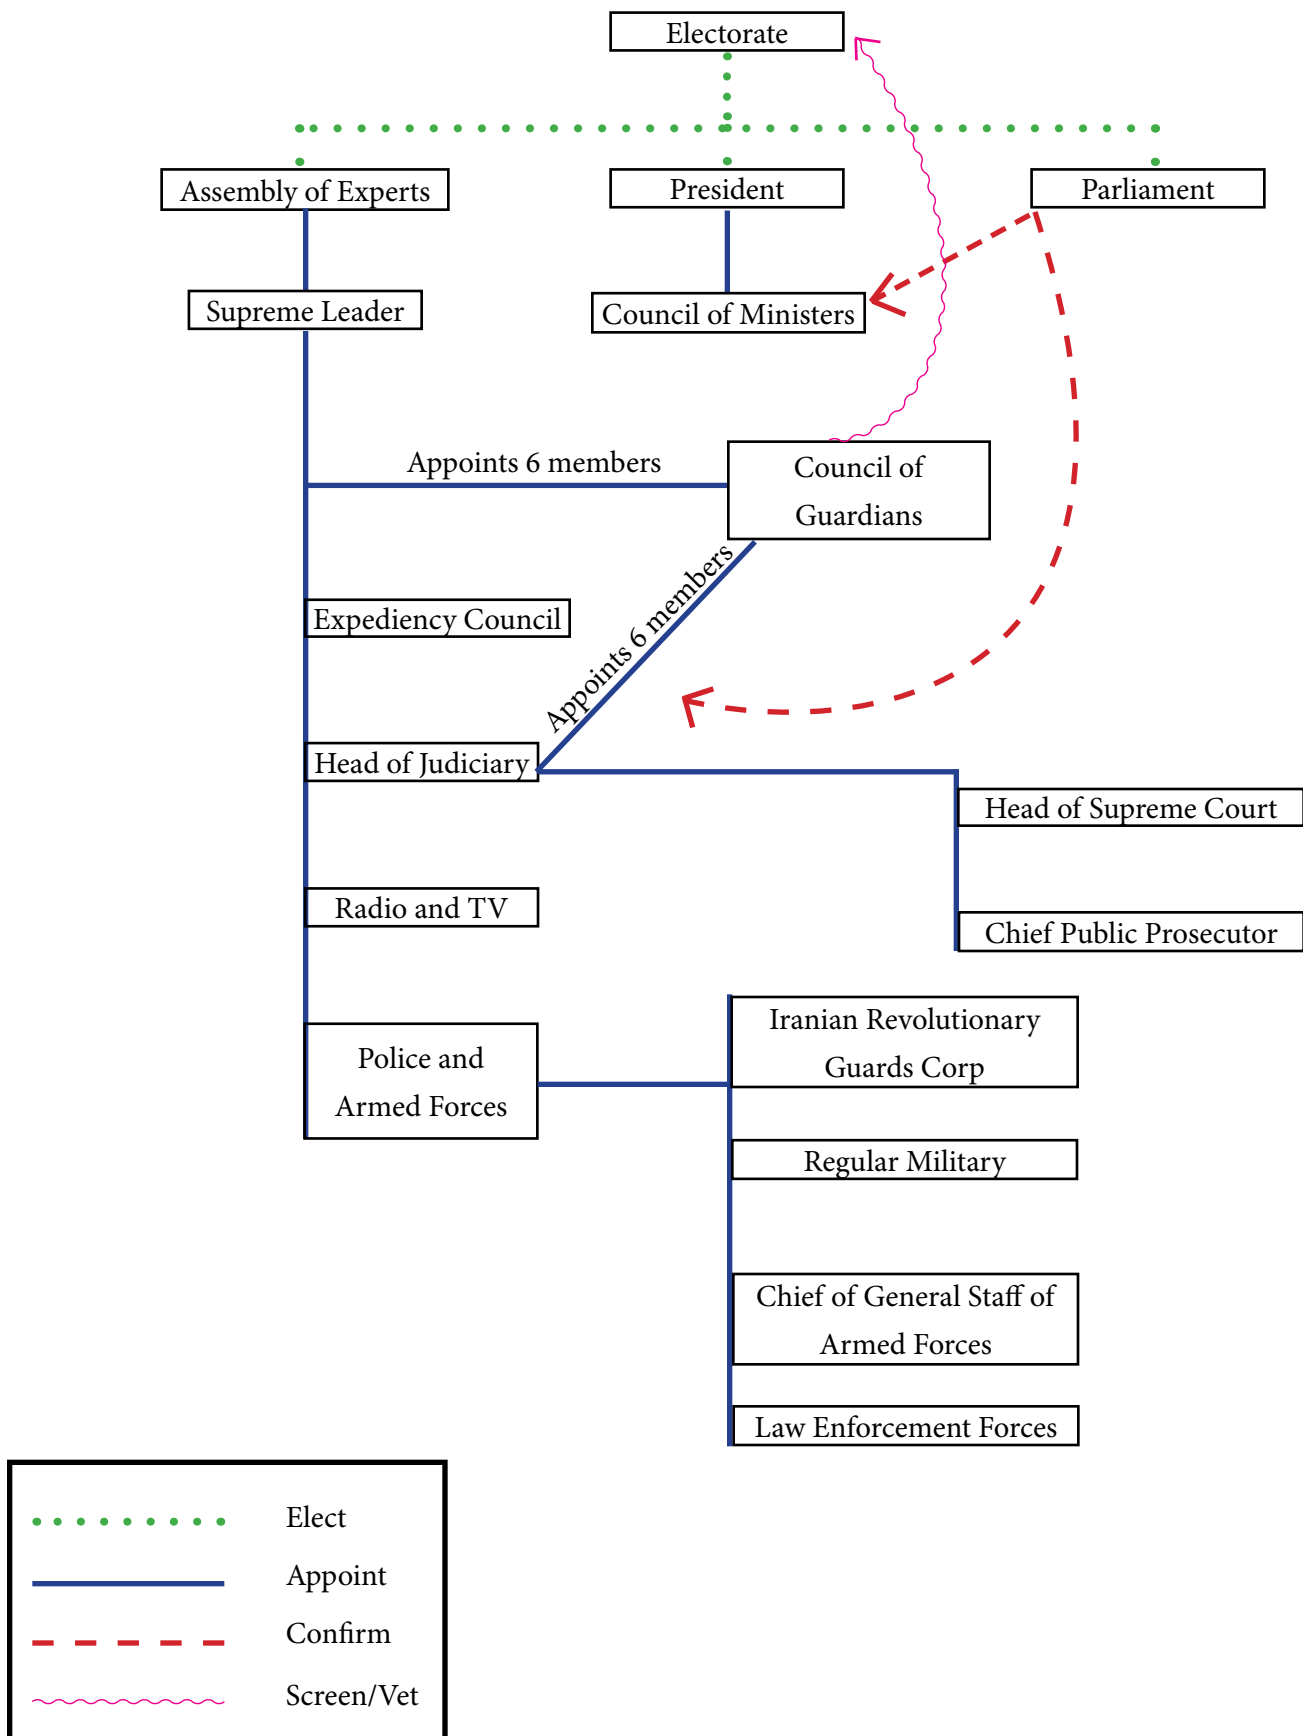 Electorate
Assembly of Experts
President
Parliament
Supreme Leader
Council of Ministers
Appoints 6 members
Council of
Guardians
Appoints 6 members
Expediency Council
Head of Judiciary
Head of Supreme Court
Radio and TV
Chief Public Prosecutor
Iranian Revolutionary
Guards Corp
Police and
Armed Forces
Regular Military
Chief of General Staff of
Armed Forces
Law Enforcement Forces
Elect
Appoint
Confirm
Screen/Vet